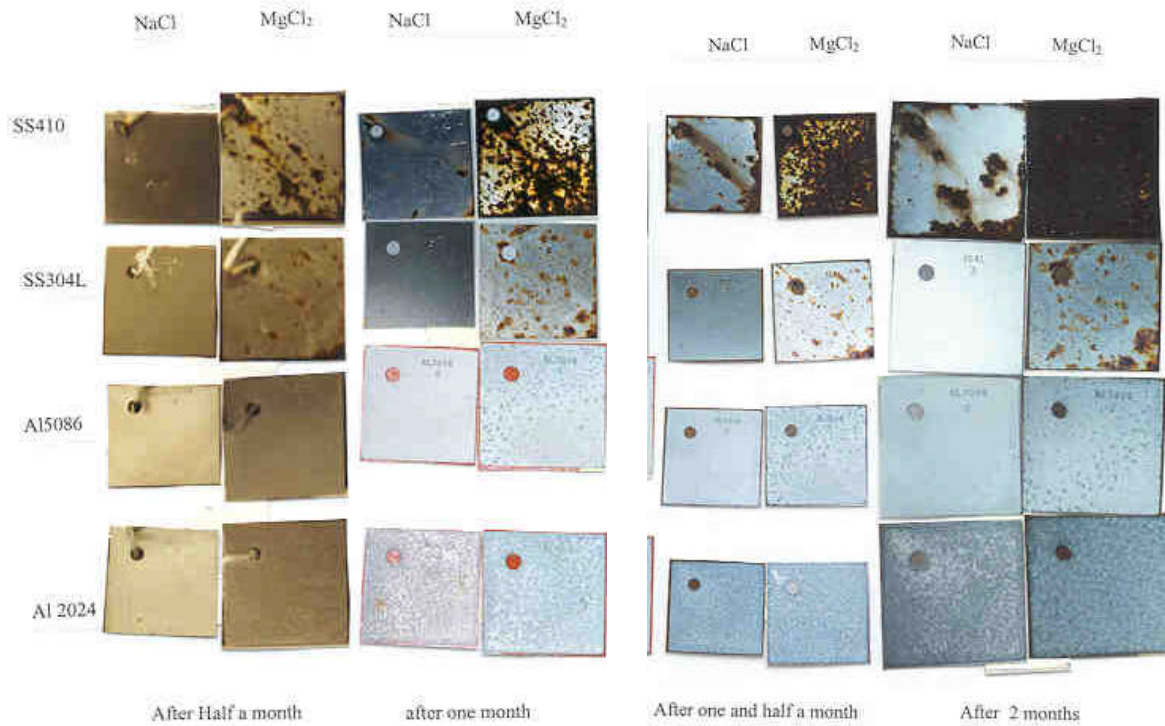 NaCl MgCl₂ NaCl MgCl₂ NaCl MgCl₂ NaCl MgCl₂
SS410
SS304L
Al5086
Al 2024
After Half a month after one month After one and half a month After 2 months